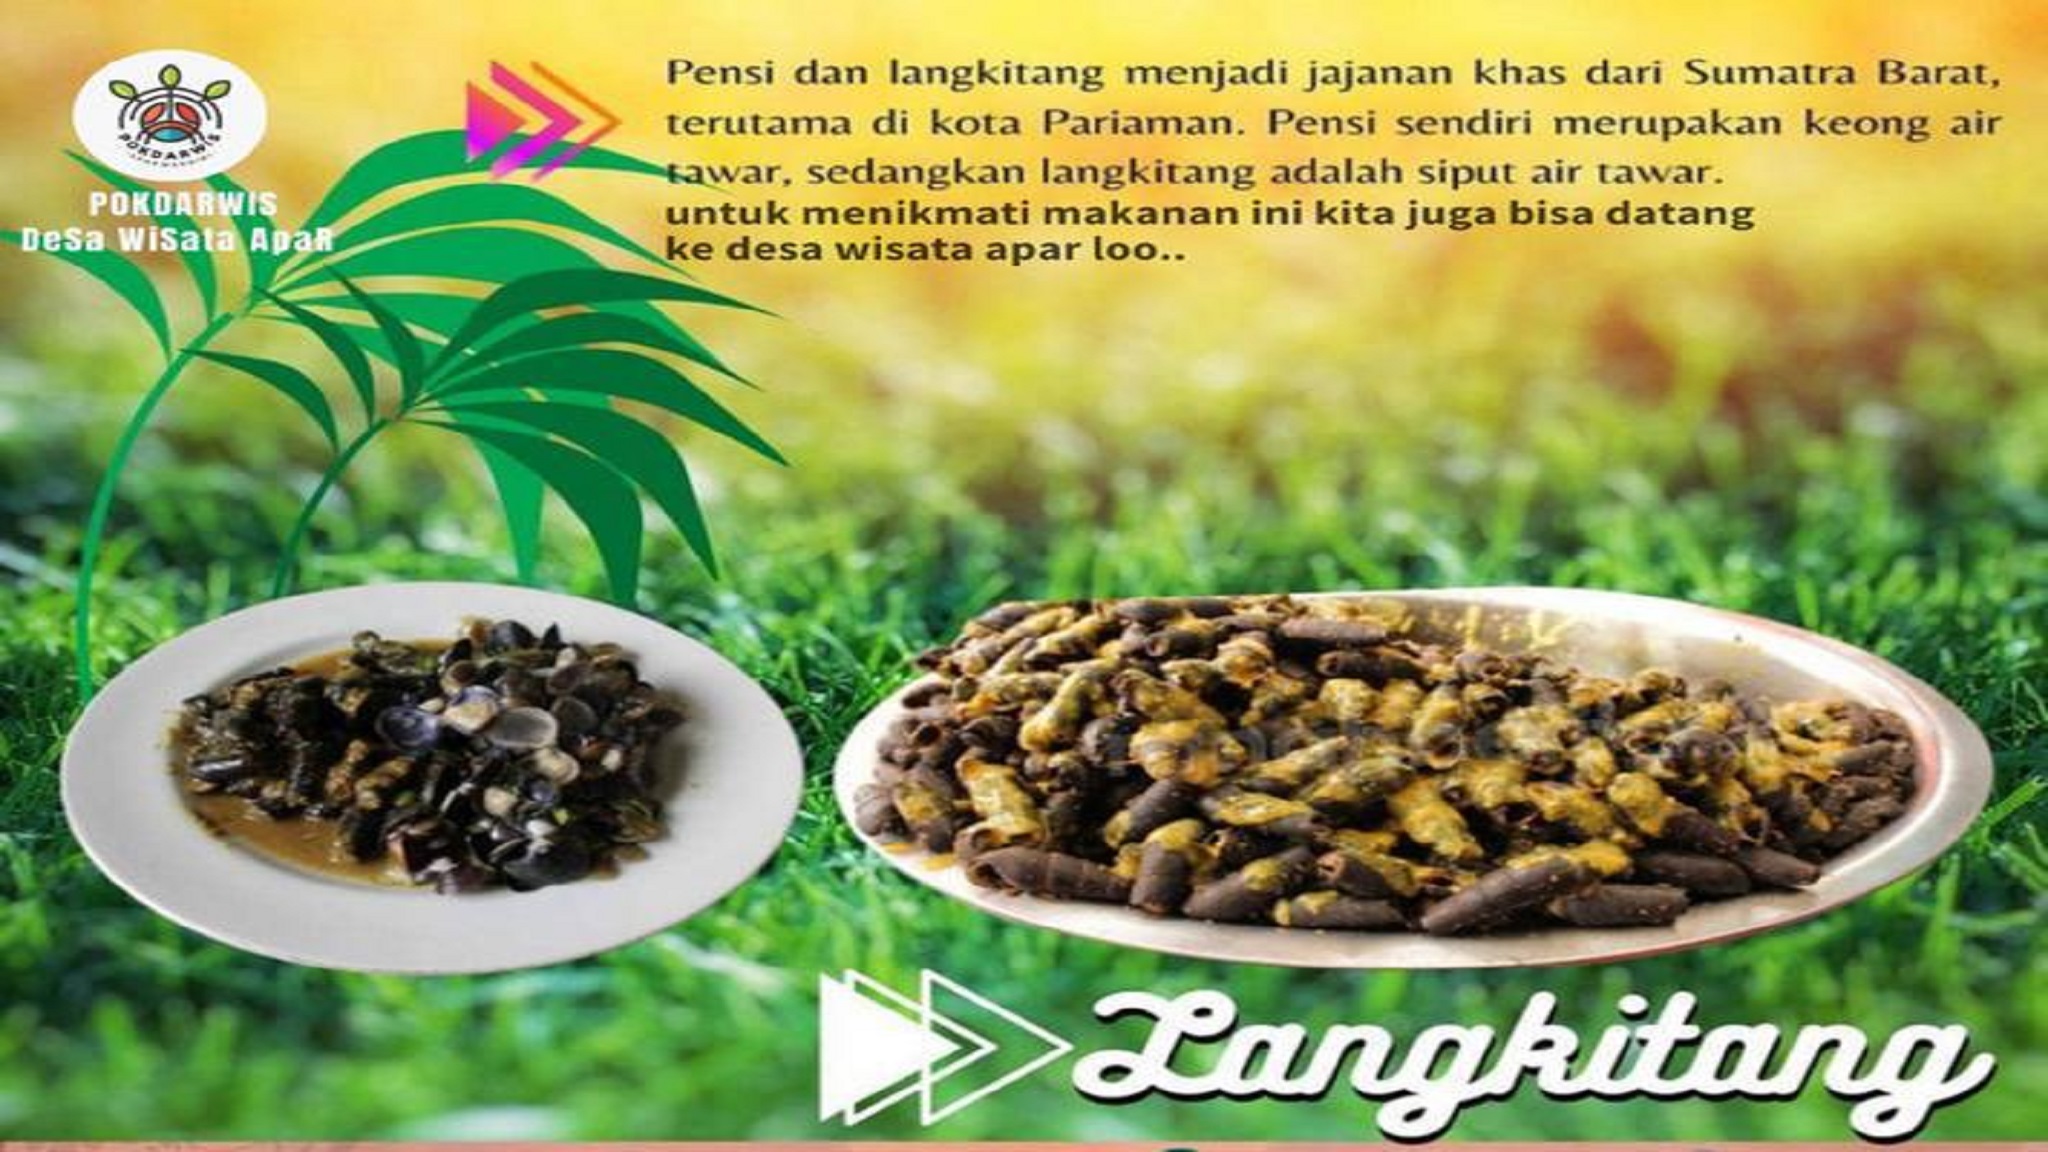 POKDARWIS
POKDARWIS
DeSa WiSata ApaR
Pensi dan langkitang menjadi jajanan khas dari Sumatra Barat,
terutama di kota Pariaman. Pensi sendiri merupakan keong air
tawar, sedangkan langkitang adalah siput air tawar.
untuk menikmati makanan ini kita juga bisa datang
ke desa wisata apar loo..
Langkitang